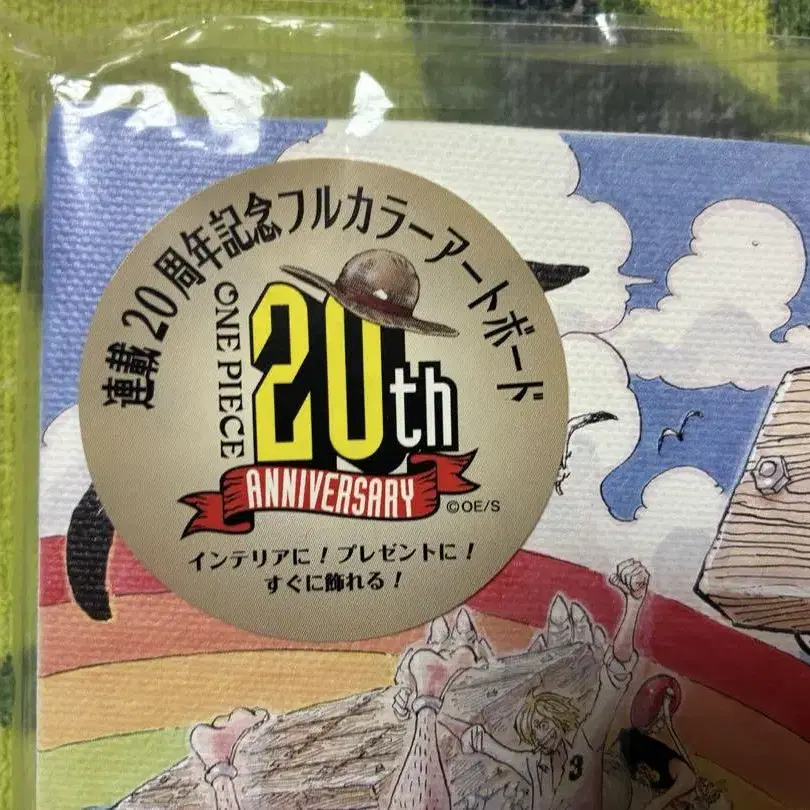 連載20周年記念フルカラーアートボード
ONE PIECE
20th
ANNIVERSARY
©OE/S
インテリアに！プレゼントに！
すぐに飾れる！
3